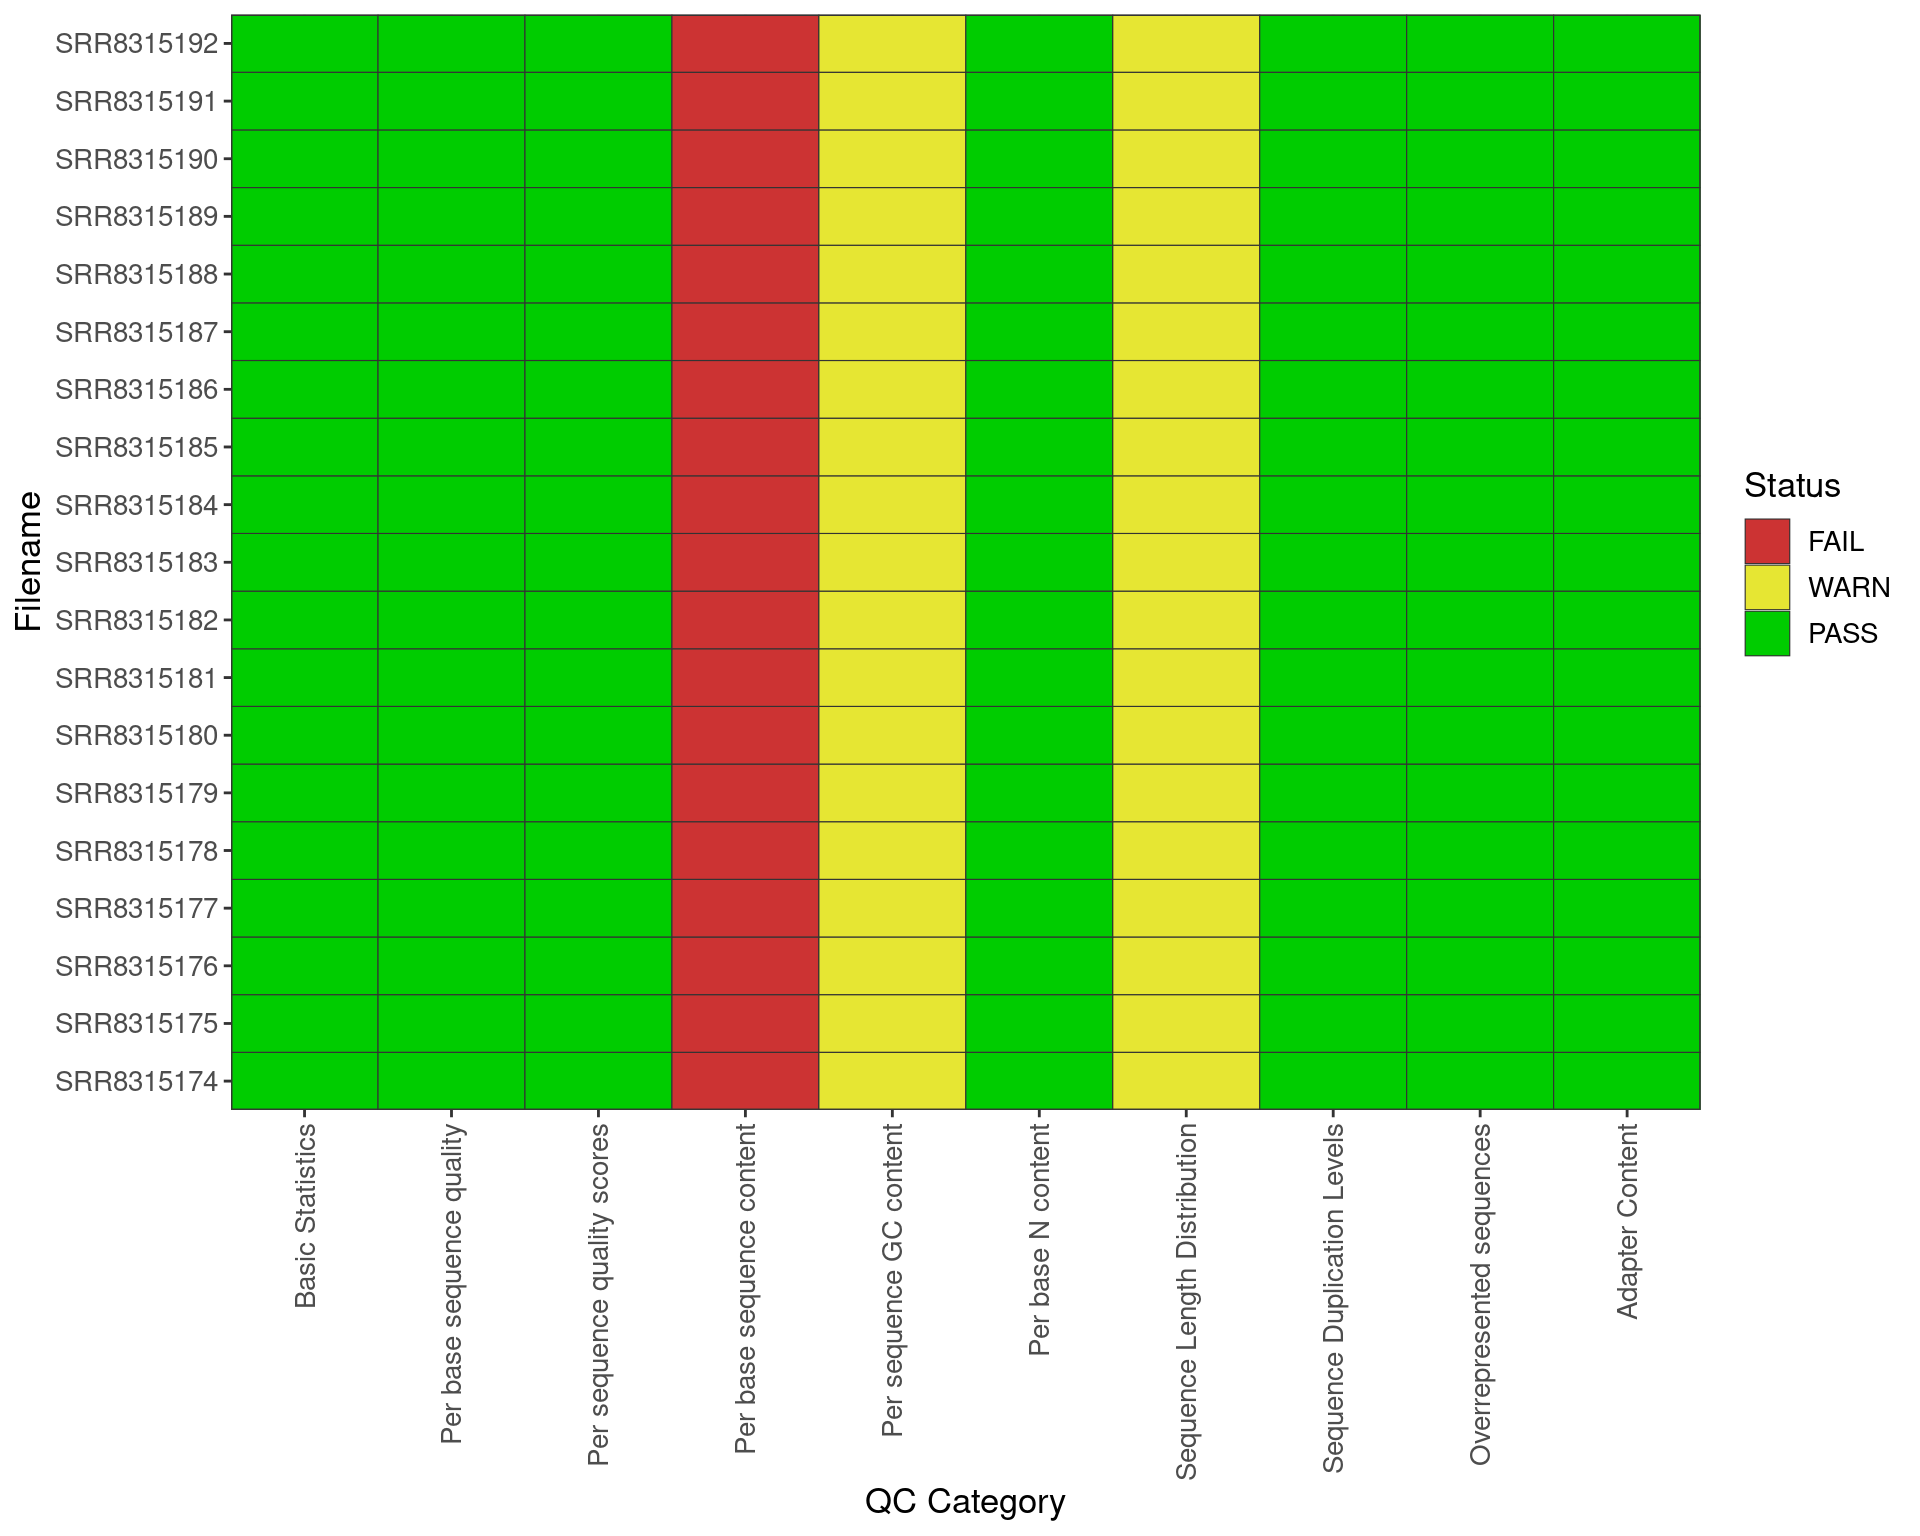 SRR8315192
SRR8315191
SRR8315190
SRR8315189
SRR8315188
SRR8315187
SRR8315186
SRR8315185
SRR8315184
SRR8315183
SRR8315182
SRR8315181
SRR8315180
SRR8315179
SRR8315178
SRR8315177
SRR8315176
SRR8315175
SRR8315174
Filename
Basic Statistics
Per base sequence quality
Per sequence quality scores
Per base sequence content
Per sequence GC content
Per base N content
Sequence Length Distribution
Sequence Duplication Levels
Overrepresented sequences
Adapter Content
QC Category
Status
FAIL
WARN
PASS